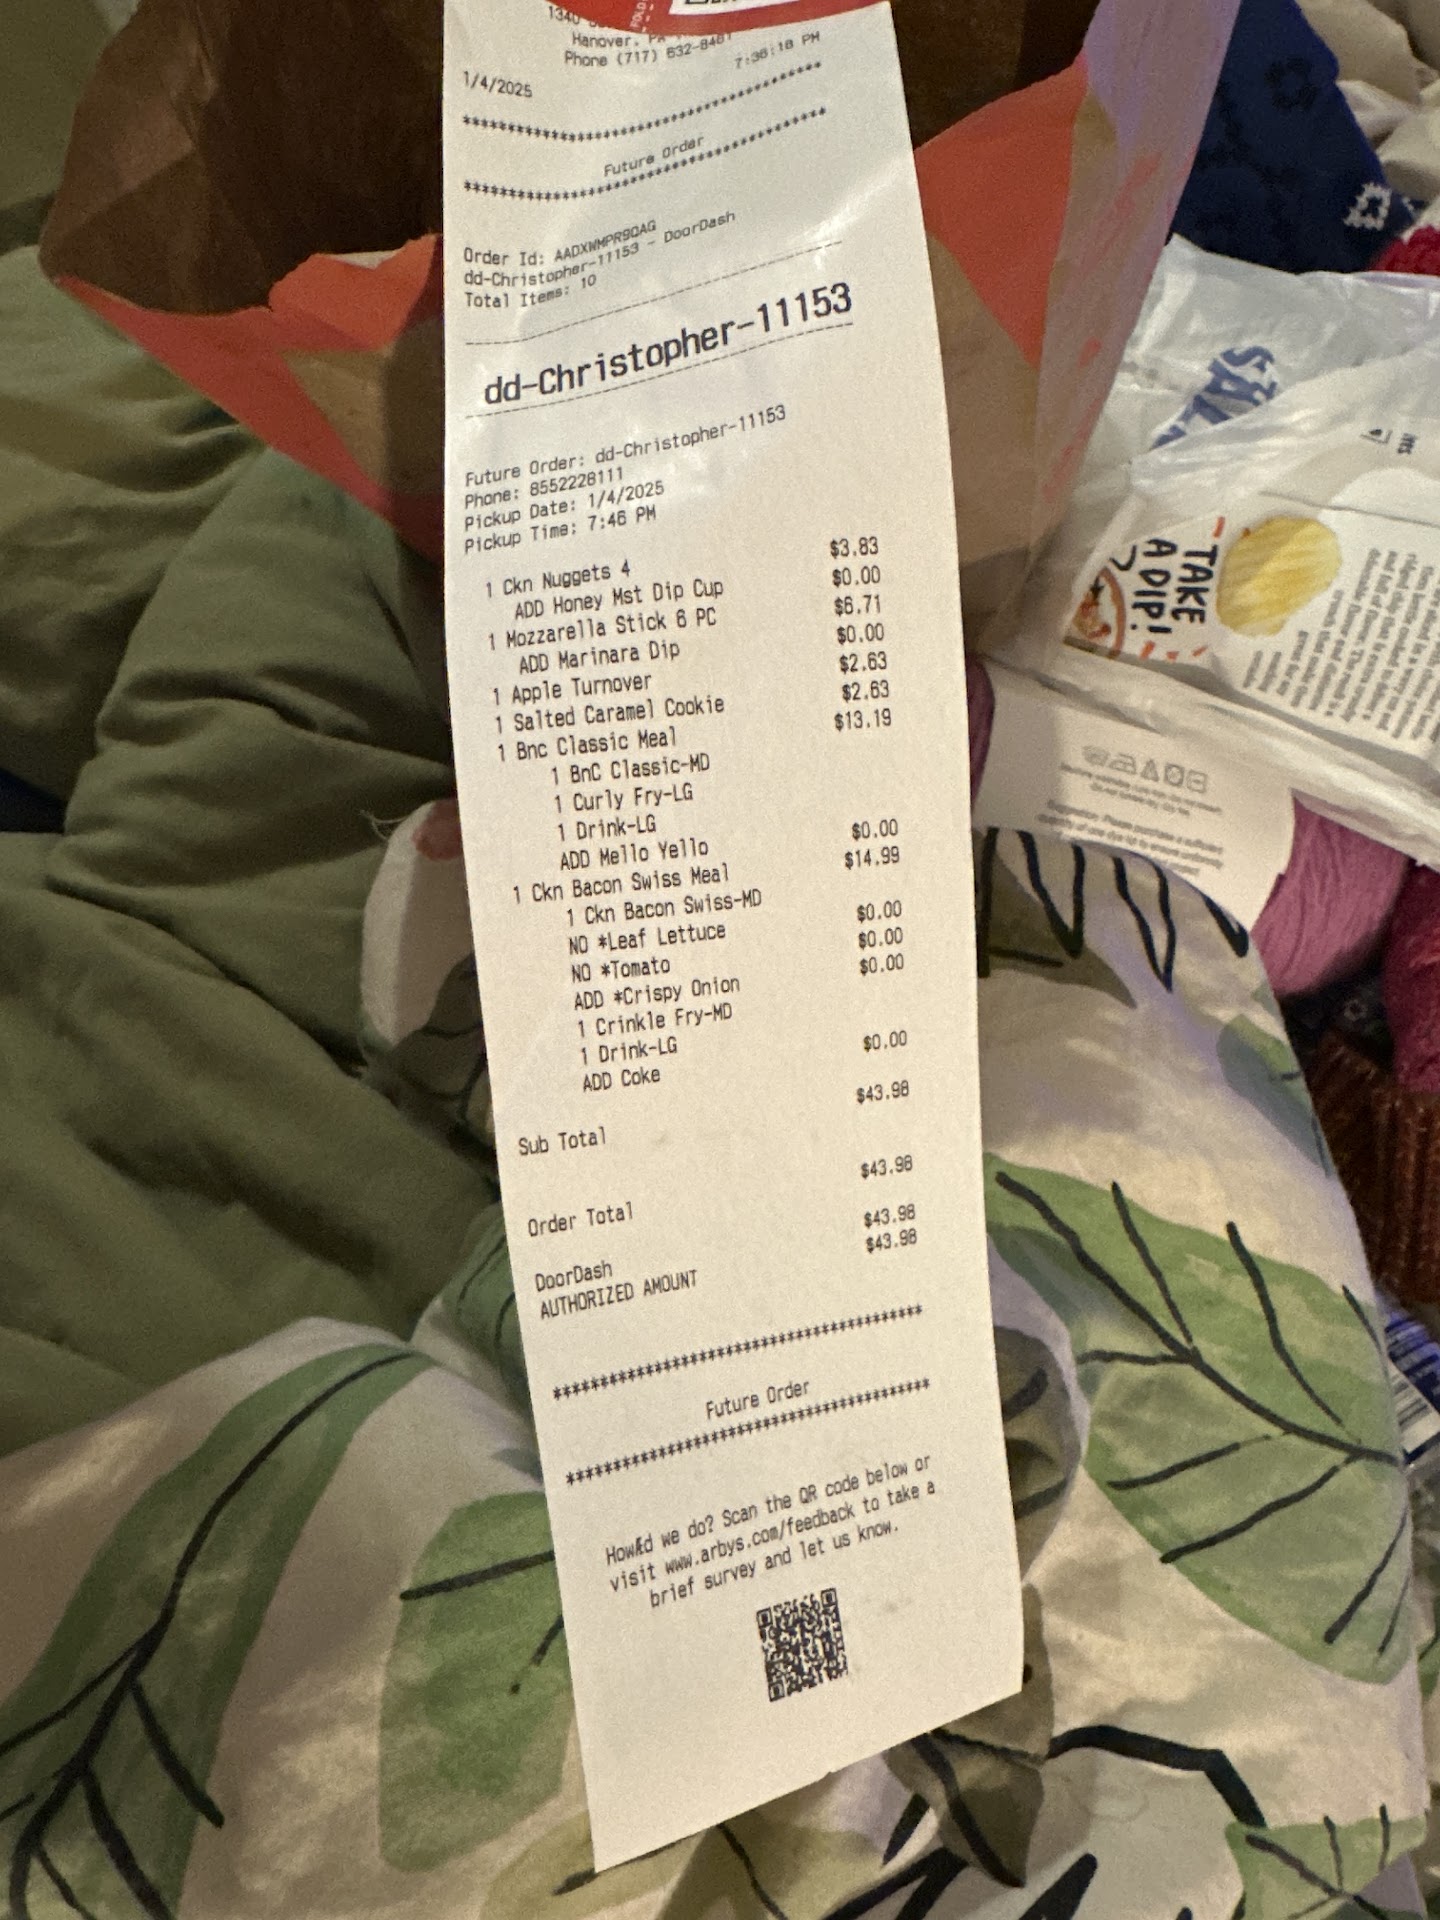 1340
Hanover, PA
Phone (717) 632-8461
1/4/2025 7:36:18 PM
****************************************
Future Order
****************************************
Order Id: AADXWMPR9QAG
dd-Christopher-11153 - DoorDash
Total Items: 10
dd-Christopher-11153
Future Order: dd-Christopher-11153
Phone: 8552228111
Pickup Date: 1/4/2025
Pickup Time: 7:46 PM
1 Ckn Nuggets 4 $3.83
ADD Honey Mst Dip Cup $0.00
1 Mozzarella Stick 6 PC $6.71
ADD Marinara Dip $0.00
1 Apple Turnover $2.63
1 Salted Caramel Cookie $2.63
1 Bnc Classic Meal $13.19
1 BnC Classic-MD
1 Curly Fry-LG
1 Drink-LG
ADD Mello Yello $0.00
1 Ckn Bacon Swiss Meal $14.99
1 Ckn Bacon Swiss-MD
NO *Leaf Lettuce $0.00
NO *Tomato $0.00
ADD *Crispy Onion $0.00
1 Crinkle Fry-MD
1 Drink-LG
ADD Coke $0.00
Sub Total $43.98
Order Total $43.98
DoorDash $43.98
AUTHORIZED AMOUNT $43.98
****************************************
Future Order
****************************************
How'd we do? Scan the QR code below or
visit www.arbys.com/feedback to take a
brief survey and let us know.
TAKE
A DIP!